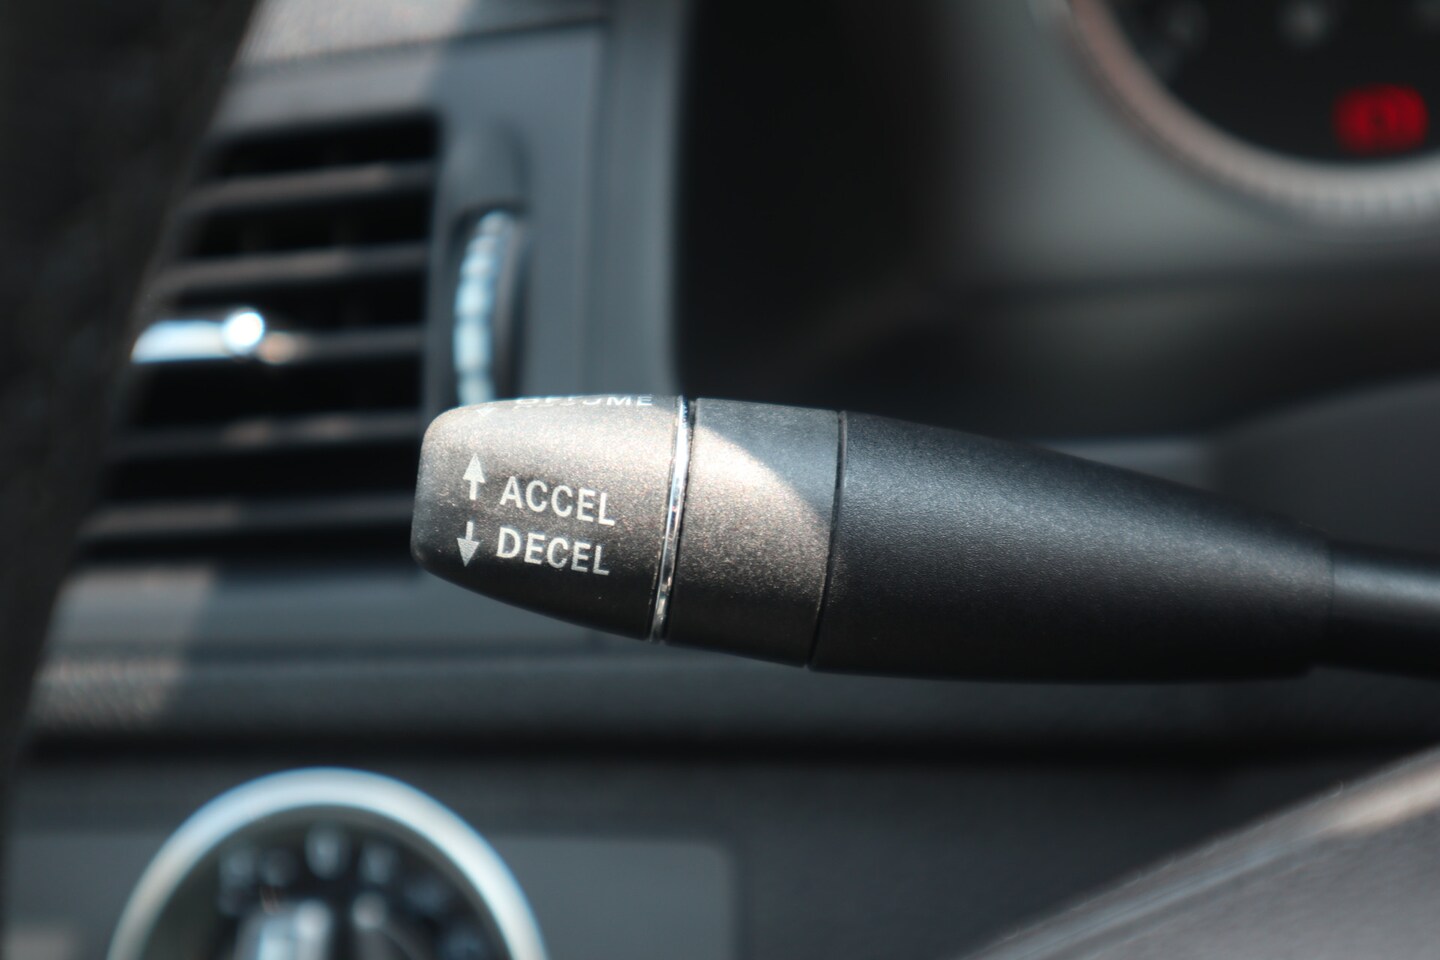 ↑ ACCEL
↓ DECEL